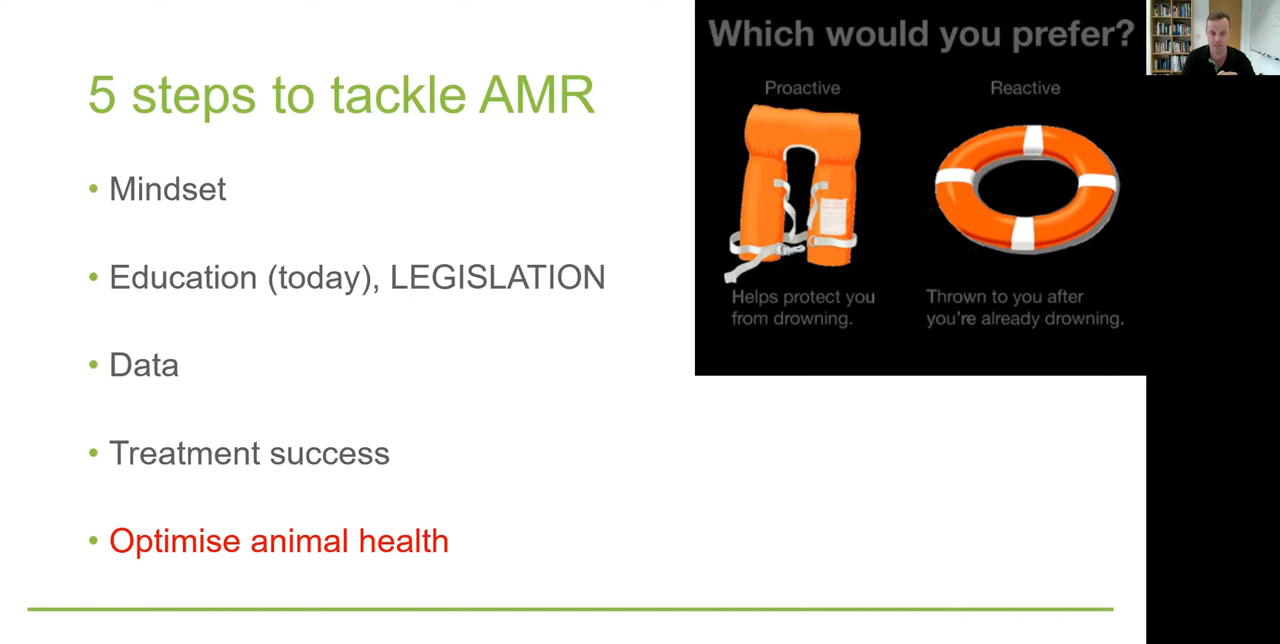 5 steps to tackle AMR
• Mindset
• Education (today), LEGISLATION
• Data
• Treatment success
• Optimise animal health
Which would you prefer?
Proactive
Helps protect you
from drowning.
Reactive
Thrown to you after
you're already drowning.